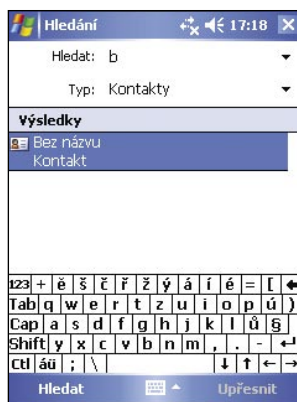 Hledání 17:18
Hledat: b
Typ: Kontakty
Výsledky
Bez názvu
Kontakt
123 + ě š č ř ž ý á í é = [
Tab q w e r t z u i o p ú )
Cap a s d f g h j k l ů §
Shift y x c v b n m , . -
Ctl áü ; \
Hledat Upřesnit